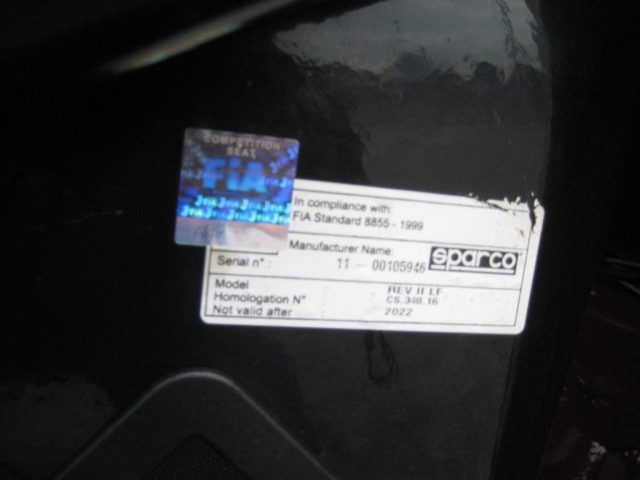 COMPETITION
SEAT
FIA
In compliance with:
FIA Standard 8855 - 1999
Manufacturer Name:
sparco
Serial n° : 11 - 00105946
Model REV II LF
Homologation N° CS.340.16
Not valid after 2022